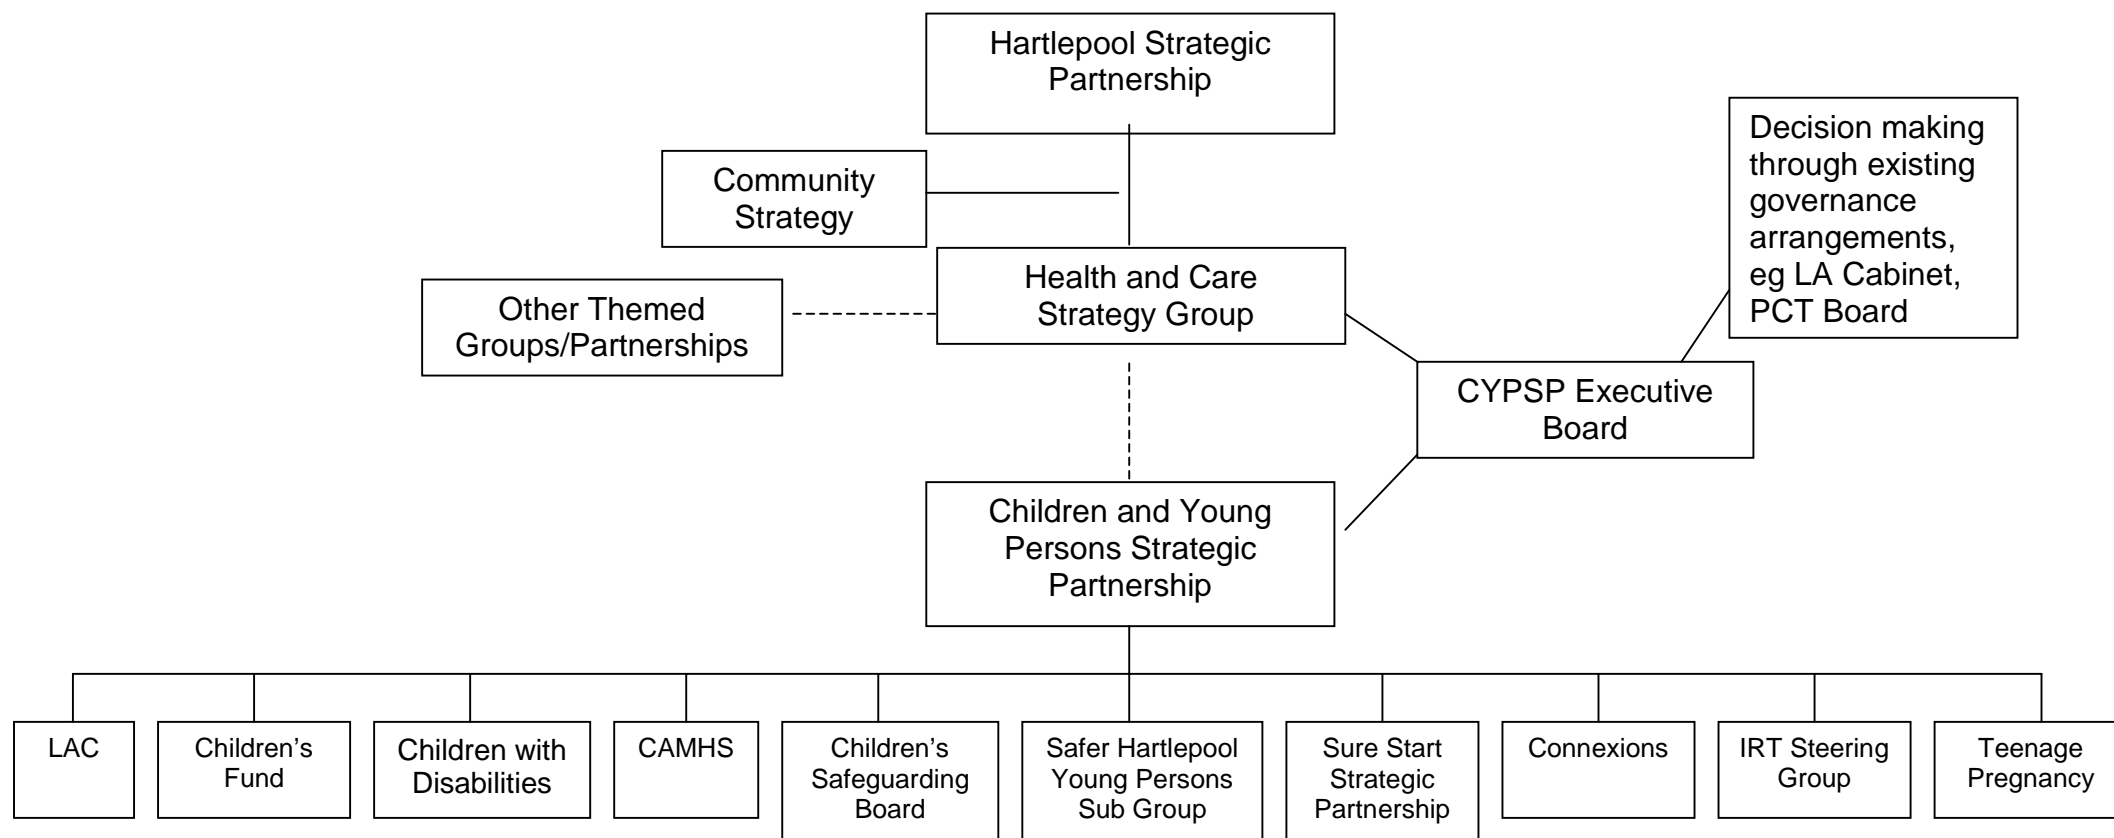 Hartlepool Strategic
Partnership
Community
Strategy
Decision making
through existing
governance
arrangements,
eg LA Cabinet,
PCT Board
Other Themed
Groups/Partnerships
Health and Care
Strategy Group
CYPSP Executive
Board
Children and Young
Persons Strategic
Partnership
LAC
Children’s
Fund
Children with
Disabilities
CAMHS
Children’s
Safeguarding
Board
Safer Hartlepool
Young Persons
Sub Group
Sure Start
Strategic
Partnership
Connexions
IRT Steering
Group
Teenage
Pregnancy